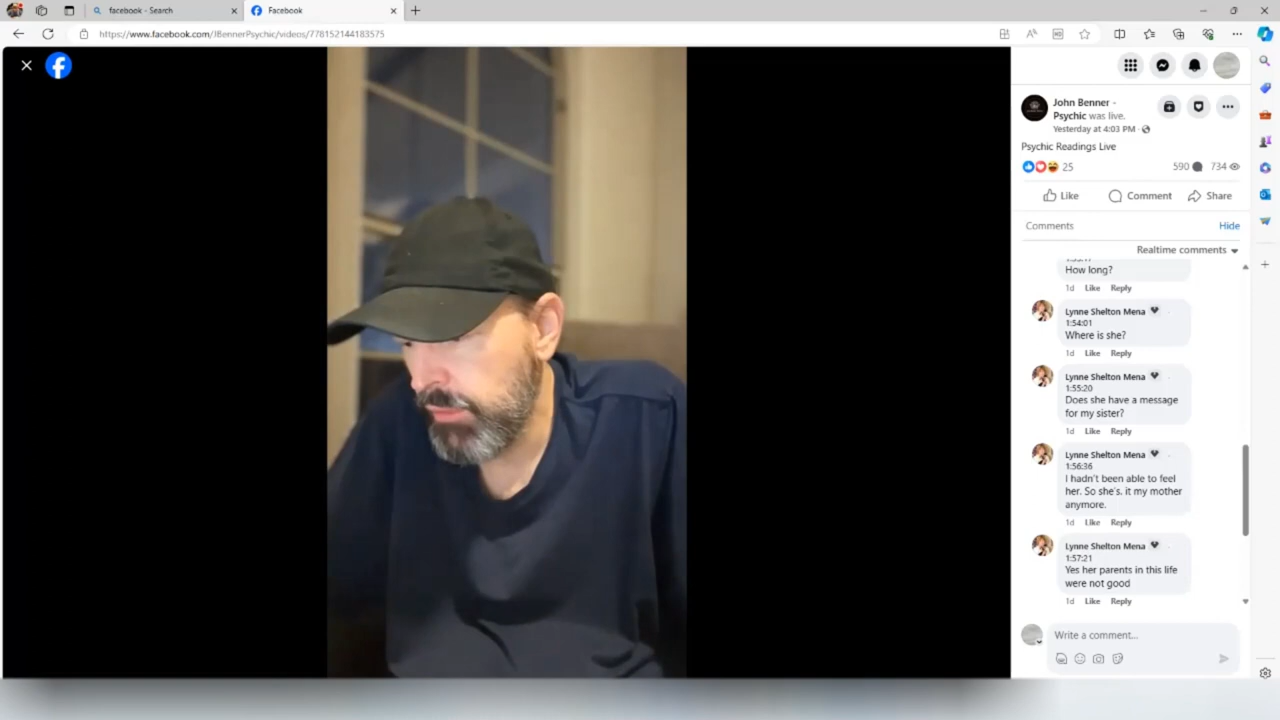 facebook - Search
Facebook
https://www.facebook.com/JBennerPsychic/videos/778152144183575
John Benner -
Psychic was live.
Yesterday at 4:03 PM ·
Psychic Readings Live
25
590
734
Like
Comment
Share
Comments
Hide
Realtime comments
How long?
1d Like Reply
Lynne Shelton Mena
1:54:01
Where is she?
1d Like Reply
Lynne Shelton Mena
1:55:20
Does she have a message
for my sister?
1d Like Reply
Lynne Shelton Mena
1:56:36
I hadn't been able to feel
her. So she's. it my mother
anymore.
1d Like Reply
Lynne Shelton Mena
1:57:21
Yes her parents in this life
were not good
1d Like Reply
Write a comment...